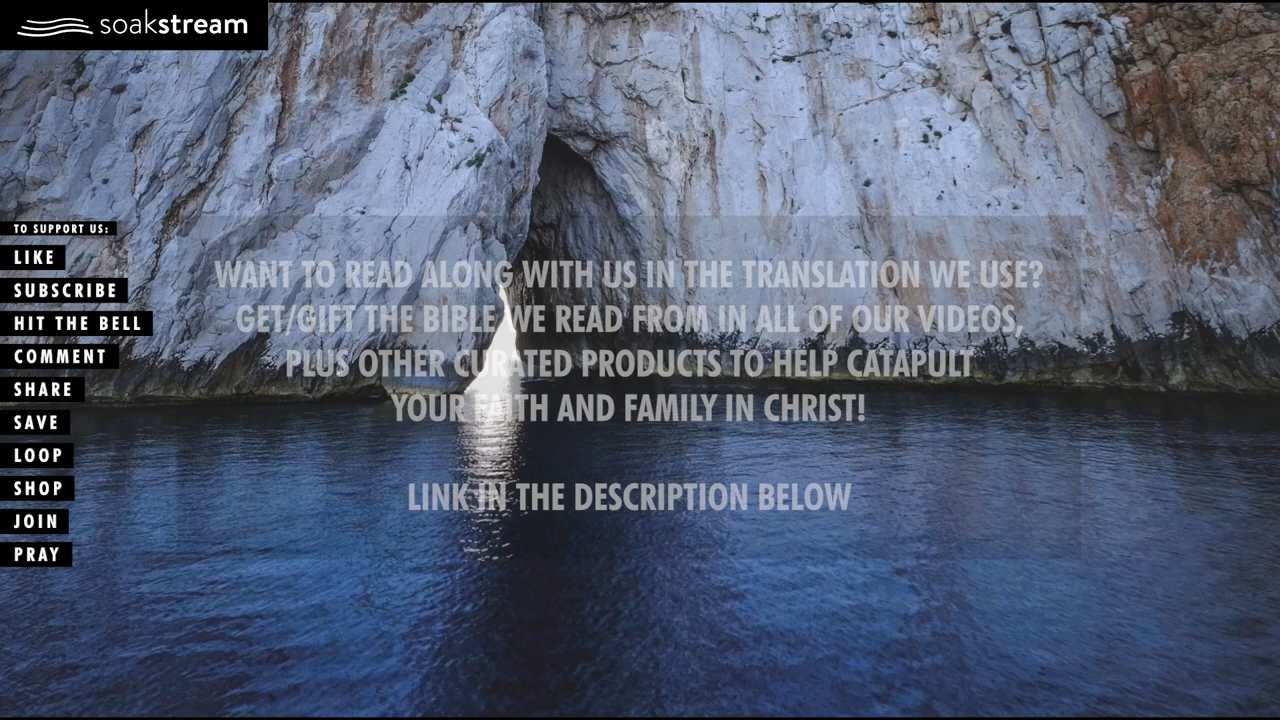 soakstream
TO SUPPORT US:
LIKE
SUBSCRIBE
HIT THE BELL
COMMENT
SHARE
SAVE
LOOP
SHOP
JOIN
PRAY
WANT TO READ ALONG WITH US IN THE TRANSLATION WE USE?
GET/GIFT THE BIBLE WE READ FROM IN ALL OF OUR VIDEOS,
PLUS OTHER CURATED PRODUCTS TO HELP CATAPULT
YOUR FAITH AND FAMILY IN CHRIST!
LINK IN THE DESCRIPTION BELOW